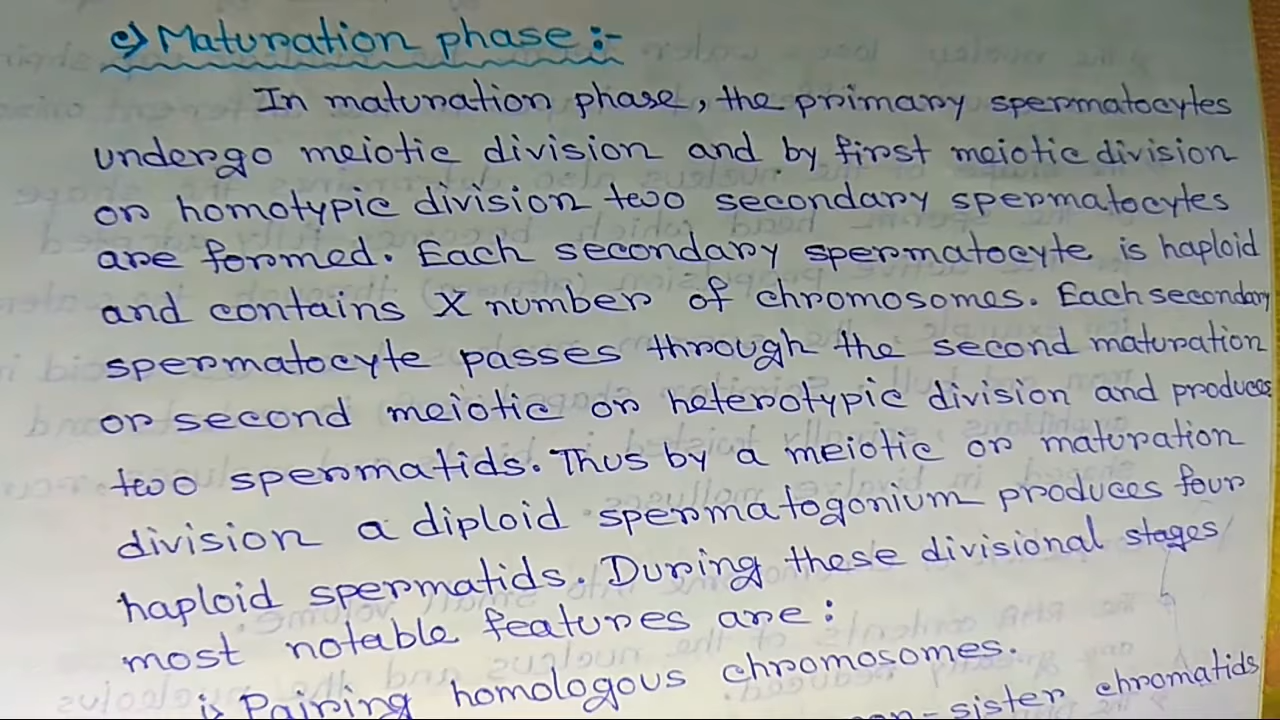 c) Maturation phase :-
In maturation phase, the primary spermatocytes
undergo meiotic division and by first meiotic division
or homotypic division two secondary spermatocytes
are formed. Each secondary spermatocyte is haploid
and contains X number of chromosomes. Each secondary
spermatocyte passes through the second maturation
or second meiotic or heterotypic division and produces
two spermatids. Thus by a meiotic or maturation
division a diploid spermatogonium produces four
haploid spermatids. During these divisional stages
most notable features are :
i) Pairing homologous chromosomes.
-sister chromatids